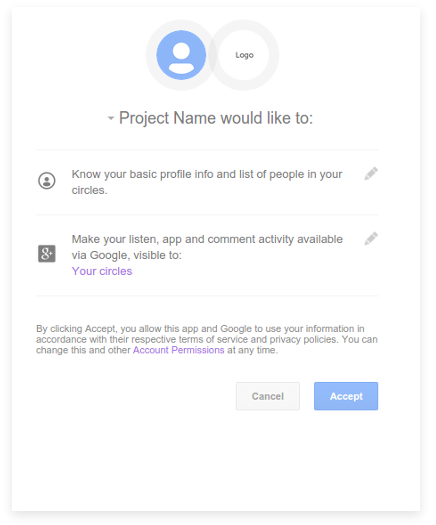 Logo
Project Name would like to:
Know your basic profile info and list of people in your
circles.
Make your listen, app and comment activity available
via Google, visible to:
Your circles
By clicking Accept, you allow this app and Google to use your information in
accordance with their respective terms of service and privacy policies. You can
change this and other Account Permissions at any time.
Cancel
Accept